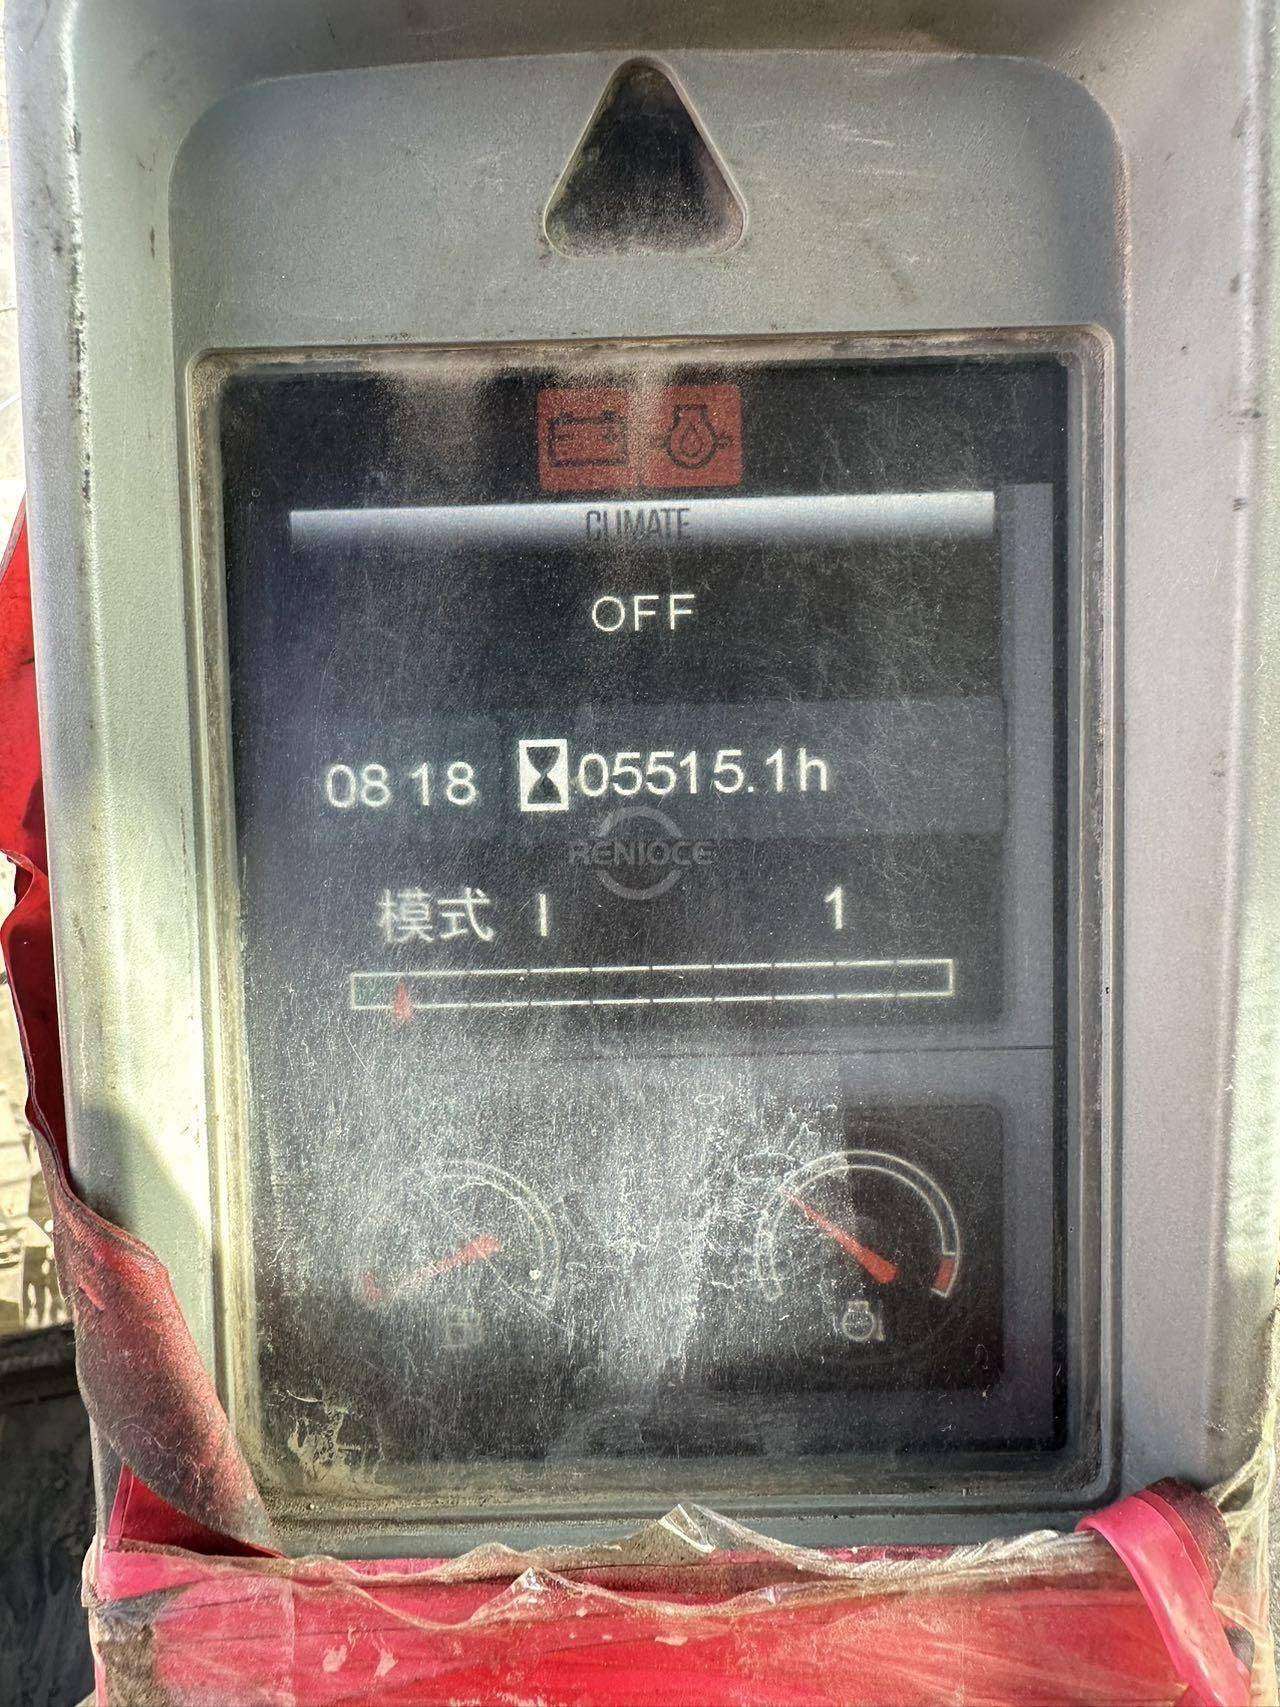 CLIMATE
OFF
08 18 05515.1h
RENIOCE
模式 I 1